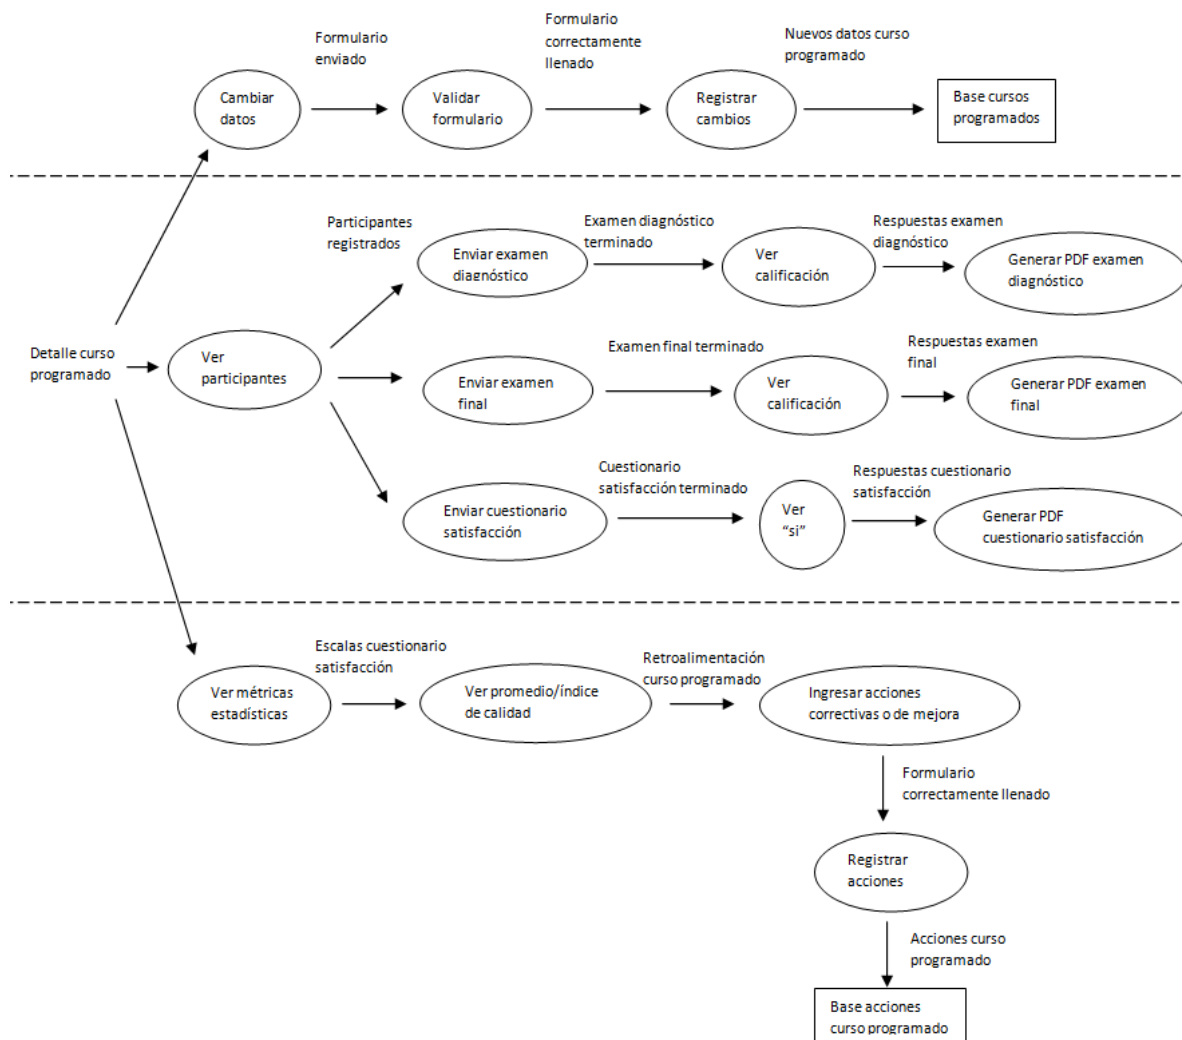 Formulario
enviado
Formulario
correctamente
llenado
Nuevos datos curso
programado
Cambiar
datos
Validar
formulario
Registrar
cambios
Base cursos
programados
Participantes
registrados
Examen diagnóstico
terminado
Respuestas examen
diagnóstico
Enviar examen
diagnóstico
Ver
calificación
Generar PDF examen
diagnóstico
Detalle curso
programado
Ver
participantes
Examen final terminado
Respuestas examen
final
Enviar examen
final
Ver
calificación
Generar PDF examen
final
Cuestionario
satisfacción terminado
Respuestas cuestionario
satisfacción
Enviar cuestionario
satisfacción
Ver
“si”
Generar PDF
cuestionario satisfacción
Escalas cuestionario
satisfacción
Retroalimentación
curso programado
Ver métricas
estadísticas
Ver promedio/índice
de calidad
Ingresar acciones
correctivas o de mejora
Formulario
correctamente llenado
Registrar
acciones
Acciones curso
programado
Base acciones
curso programado